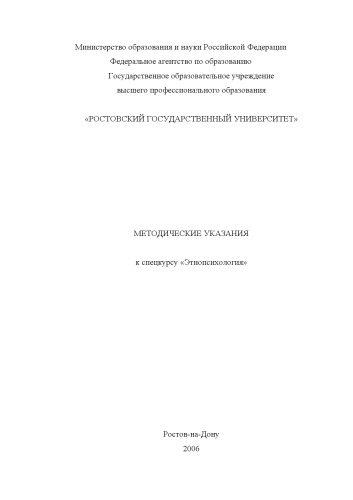 Министерство образования и науки Российской Федерации
Федеральное агентство по образованию
Государственное образовательное учреждение
высшего профессионального образования
«РОСТОВСКИЙ ГОСУДАРСТВЕННЫЙ УНИВЕРСИТЕТ»
МЕТОДИЧЕСКИЕ УКАЗАНИЯ
к спецкурсу «Этнопсихология»
Ростов-на-Дону
2006